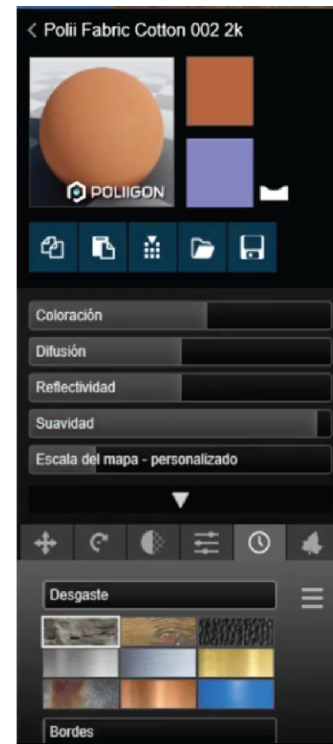 < Polii Fabric Cotton 002 2k
POLIIGON
Coloración
Difusión
Reflectividad
Suavidad
Escala del mapa - personalizado
Desgaste
Bordes